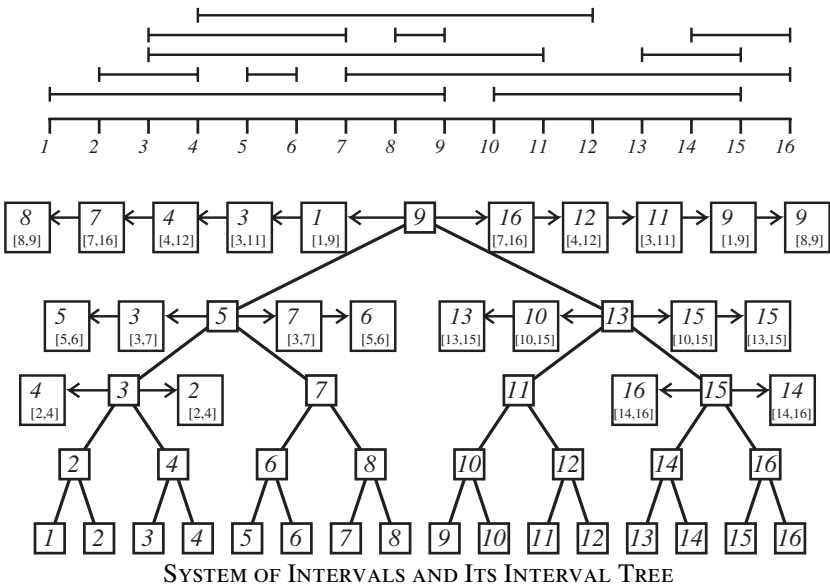 1 2 3 4 5 6 7 8 9 10 11 12 13 14 15 16
8 7 4 3 1 9 16 12 11 9 9
[8,9] [7,16] [4,12] [3,11] [1,9] [7,16] [4,12] [3,11] [1,9] [8,9]
5 3 5 7 6 13 10 13 15 15
[5,6] [3,7] [3,7] [5,6] [13,15] [10,15] [10,15] [13,15]
4 3 2 7 11 16 15 14
[2,4] [2,4] [14,16] [14,16]
2 4 6 8 10 12 14 16
1 2 3 4 5 6 7 8 9 10 11 12 13 14 15 16
SYSTEM OF INTERVALS AND ITS INTERVAL TREE